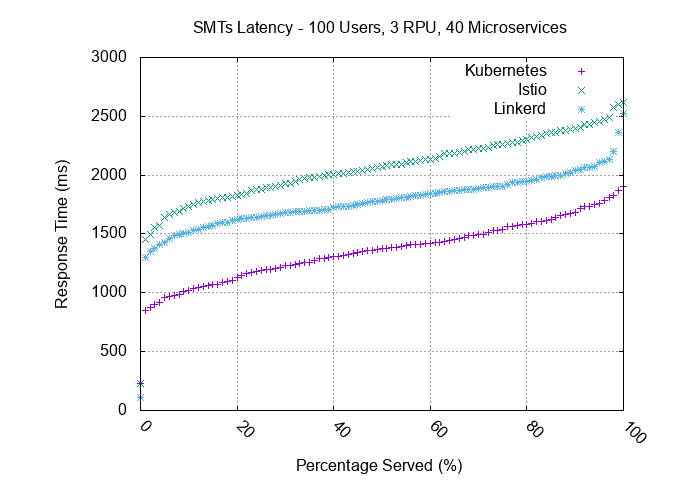 SMTs Latency - 100 Users, 3 RPU, 40 Microservices
3000
2500
2000
1500
1000
500
0
Response Time (ms)
Kubernetes
Istio
Linkerd
0
20
40
60
80
100
Percentage Served (%)